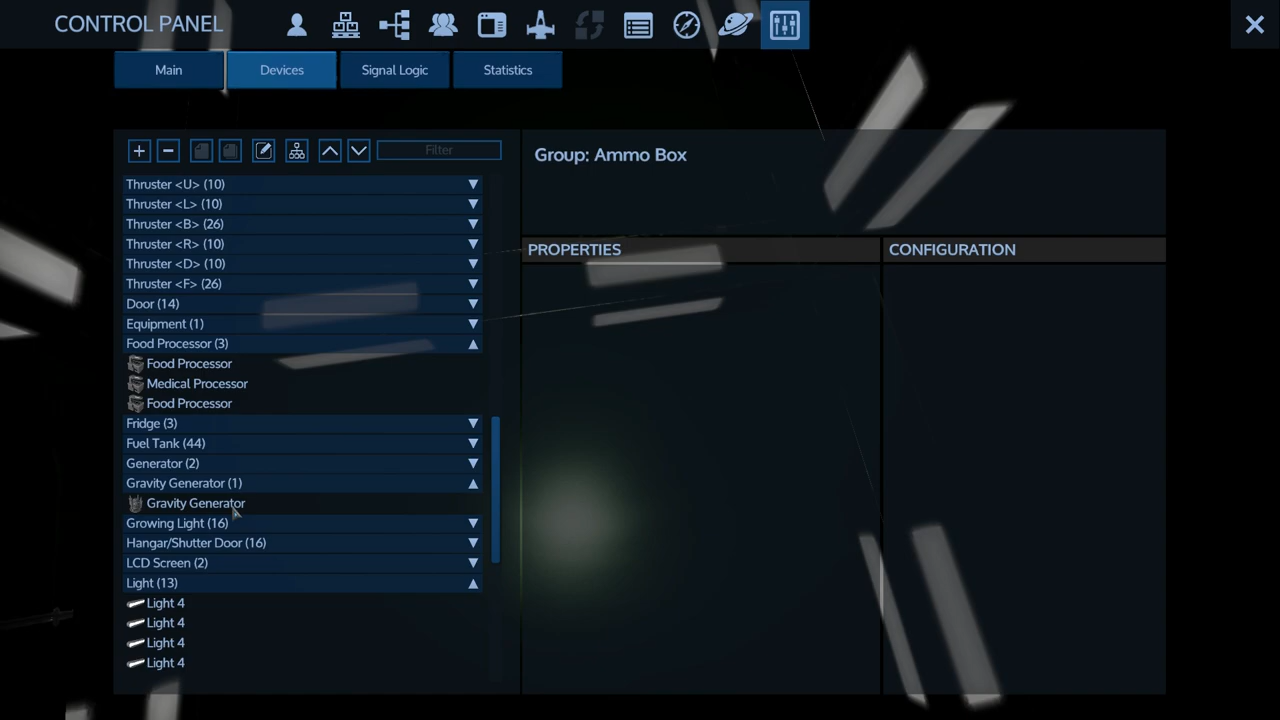 CONTROL PANEL
Main
Devices
Signal Logic
Statistics
Filter
Thruster <U> (10)
Thruster <L> (10)
Thruster <B> (26)
Thruster <R> (10)
Thruster <D> (10)
Thruster <F> (26)
Door (14)
Equipment (1)
Food Processor (3)
Food Processor
Medical Processor
Food Processor
Fridge (3)
Fuel Tank (44)
Generator (2)
Gravity Generator (1)
Gravity Generator
Growing Light (16)
Hangar/Shutter Door (16)
LCD Screen (2)
Light (13)
Light 4
Light 4
Light 4
Light 4
Group: Ammo Box
PROPERTIES
CONFIGURATION